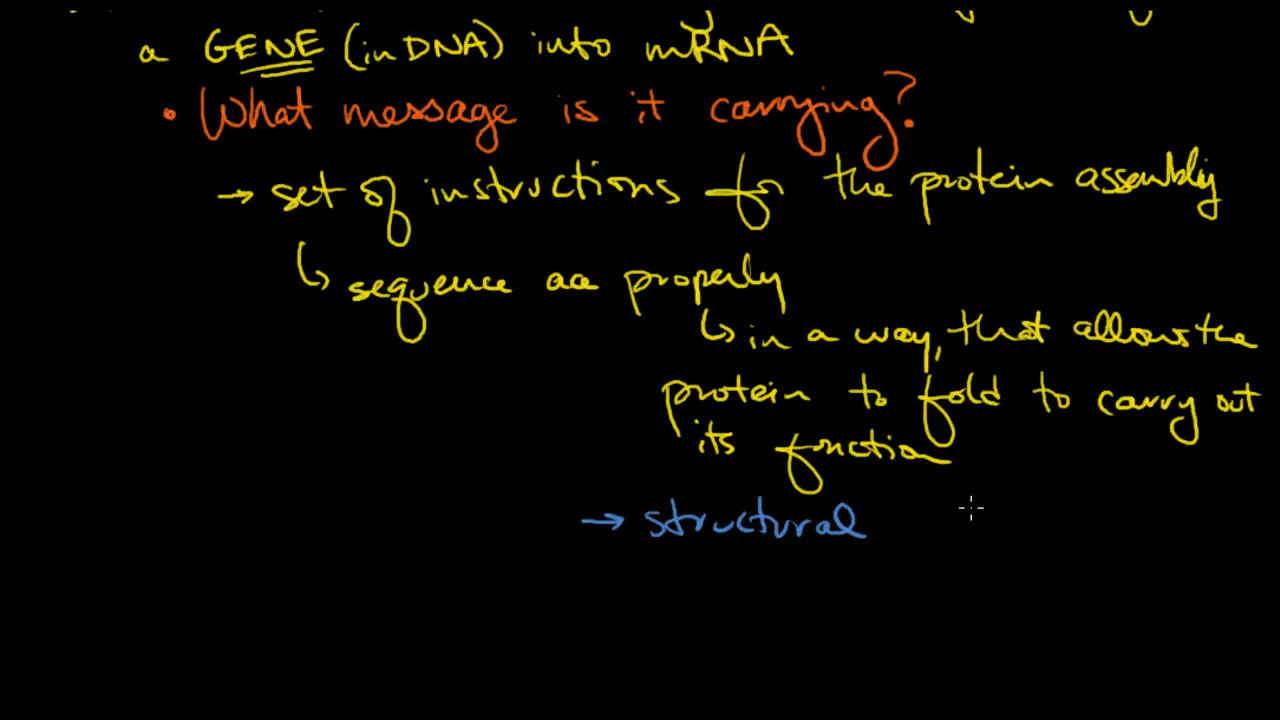 a GENE (in DNA) into mRNA
• What message is it carrying?
→ set of instructions for the protein assembly
↳ sequence aa properly
↳ in a way, that allows the
protein to fold to carry out
its function
→ structural